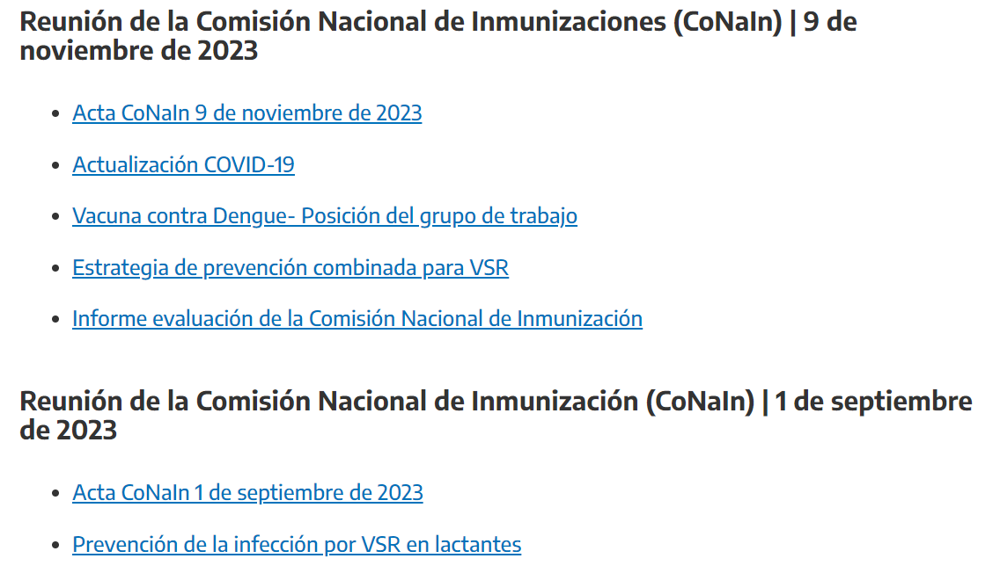 Reunión de la Comisión Nacional de Inmunizaciones (CoNaIn) | 9 de
noviembre de 2023
Acta CoNaIn 9 de noviembre de 2023
Actualización COVID-19
Vacuna contra Dengue- Posición del grupo de trabajo
Estrategia de prevención combinada para VSR
Informe evaluación de la Comisión Nacional de Inmunización
Reunión de la Comisión Nacional de Inmunización (CoNaIn) | 1 de septiembre
de 2023
Acta CoNaIn 1 de septiembre de 2023
Prevención de la infección por VSR en lactantes